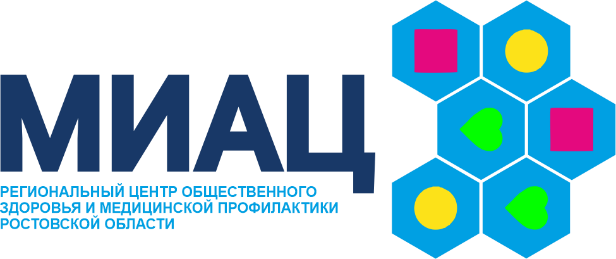 МИАЦ
РЕГИОНАЛЬНЫЙ ЦЕНТР ОБЩЕСТВЕННОГО
ЗДОРОВЬЯ И МЕДИЦИНСКОЙ ПРОФИЛАКТИКИ
РОСТОВСКОЙ ОБЛАСТИ